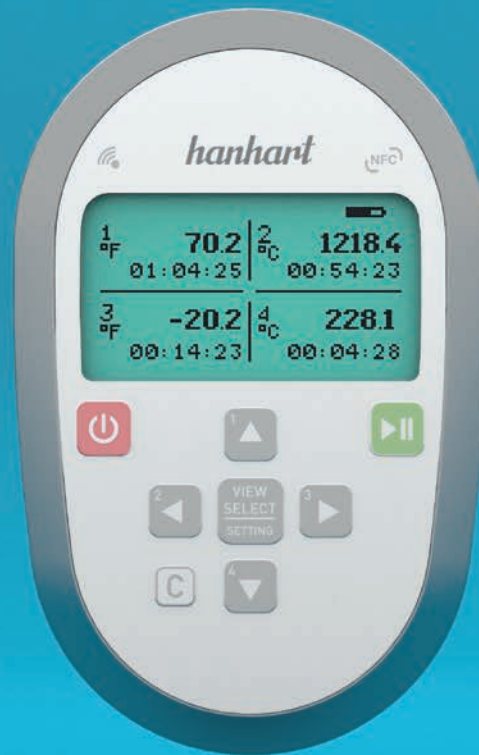 hanhart
NFC
1 °F 70.2 2 °C 1218.4
01:04:25 00:54:23
3 °F -20.2 4 °C 228.1
00:14:23 00:04:28
1
2 VIEW 3
SELECT
SETTING
C 4